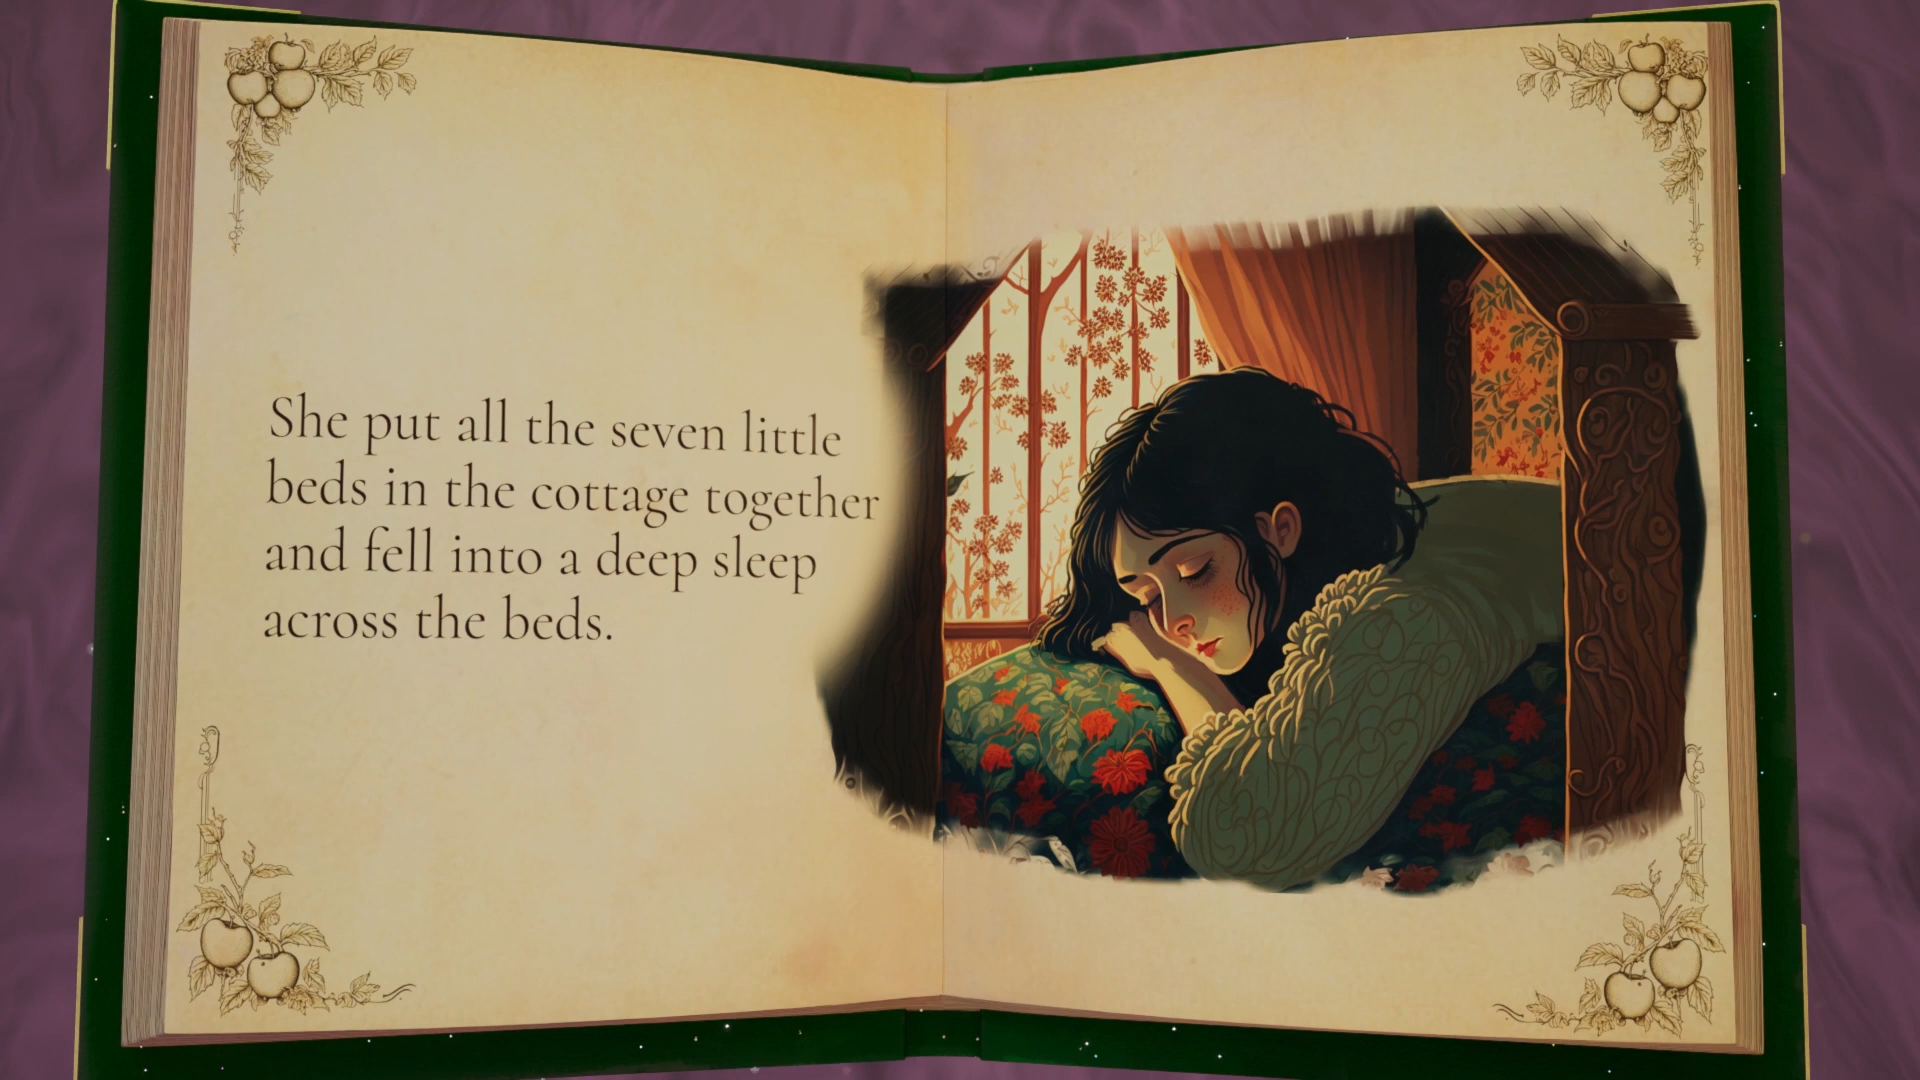 She put all the seven little
beds in the cottage together
and fell into a deep sleep
across the beds.